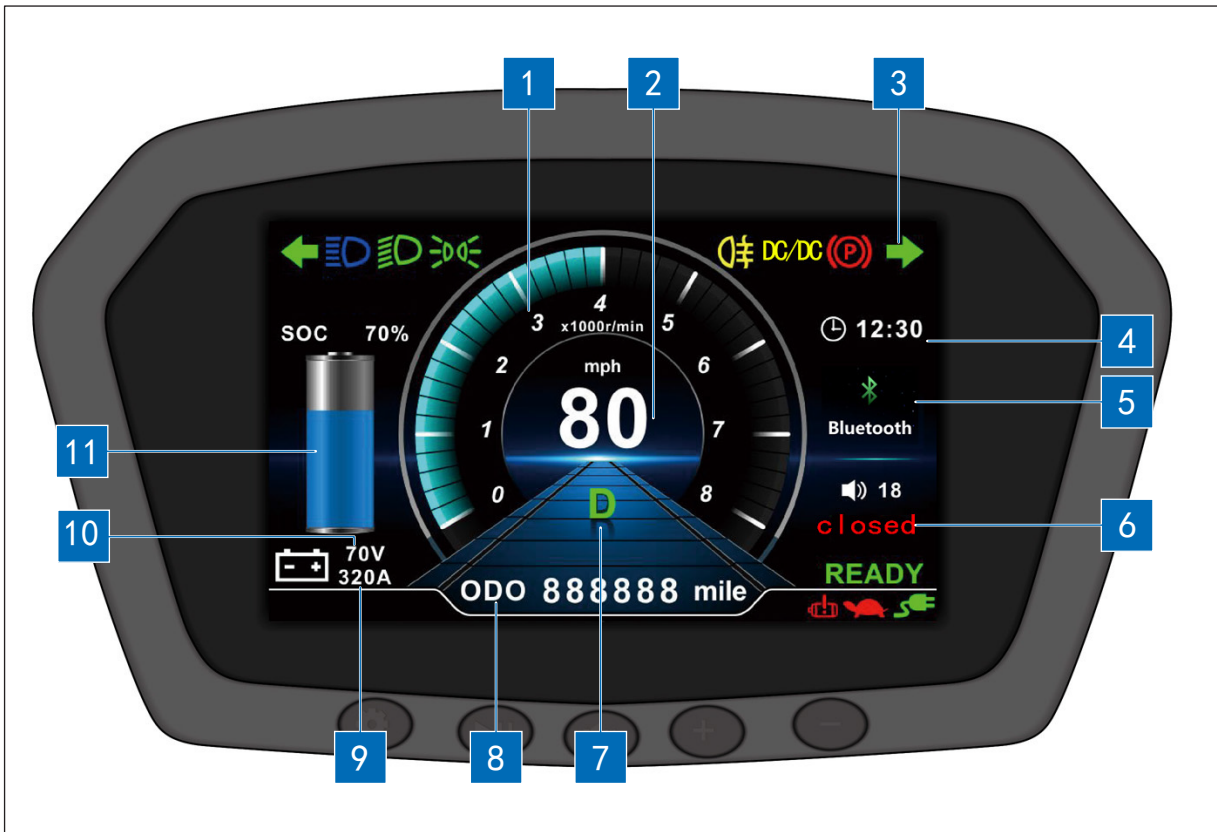 1 2 3
DC/DC (P)
SOC 70%
12:30
4
Bluetooth
5
18
closed
6
READY
0 1 2 3 4 5 6 7 8
x1000r/min
mph
80
D
ODO 888888 mile
11
10
70V
- +
320A
9 8 7
+ -